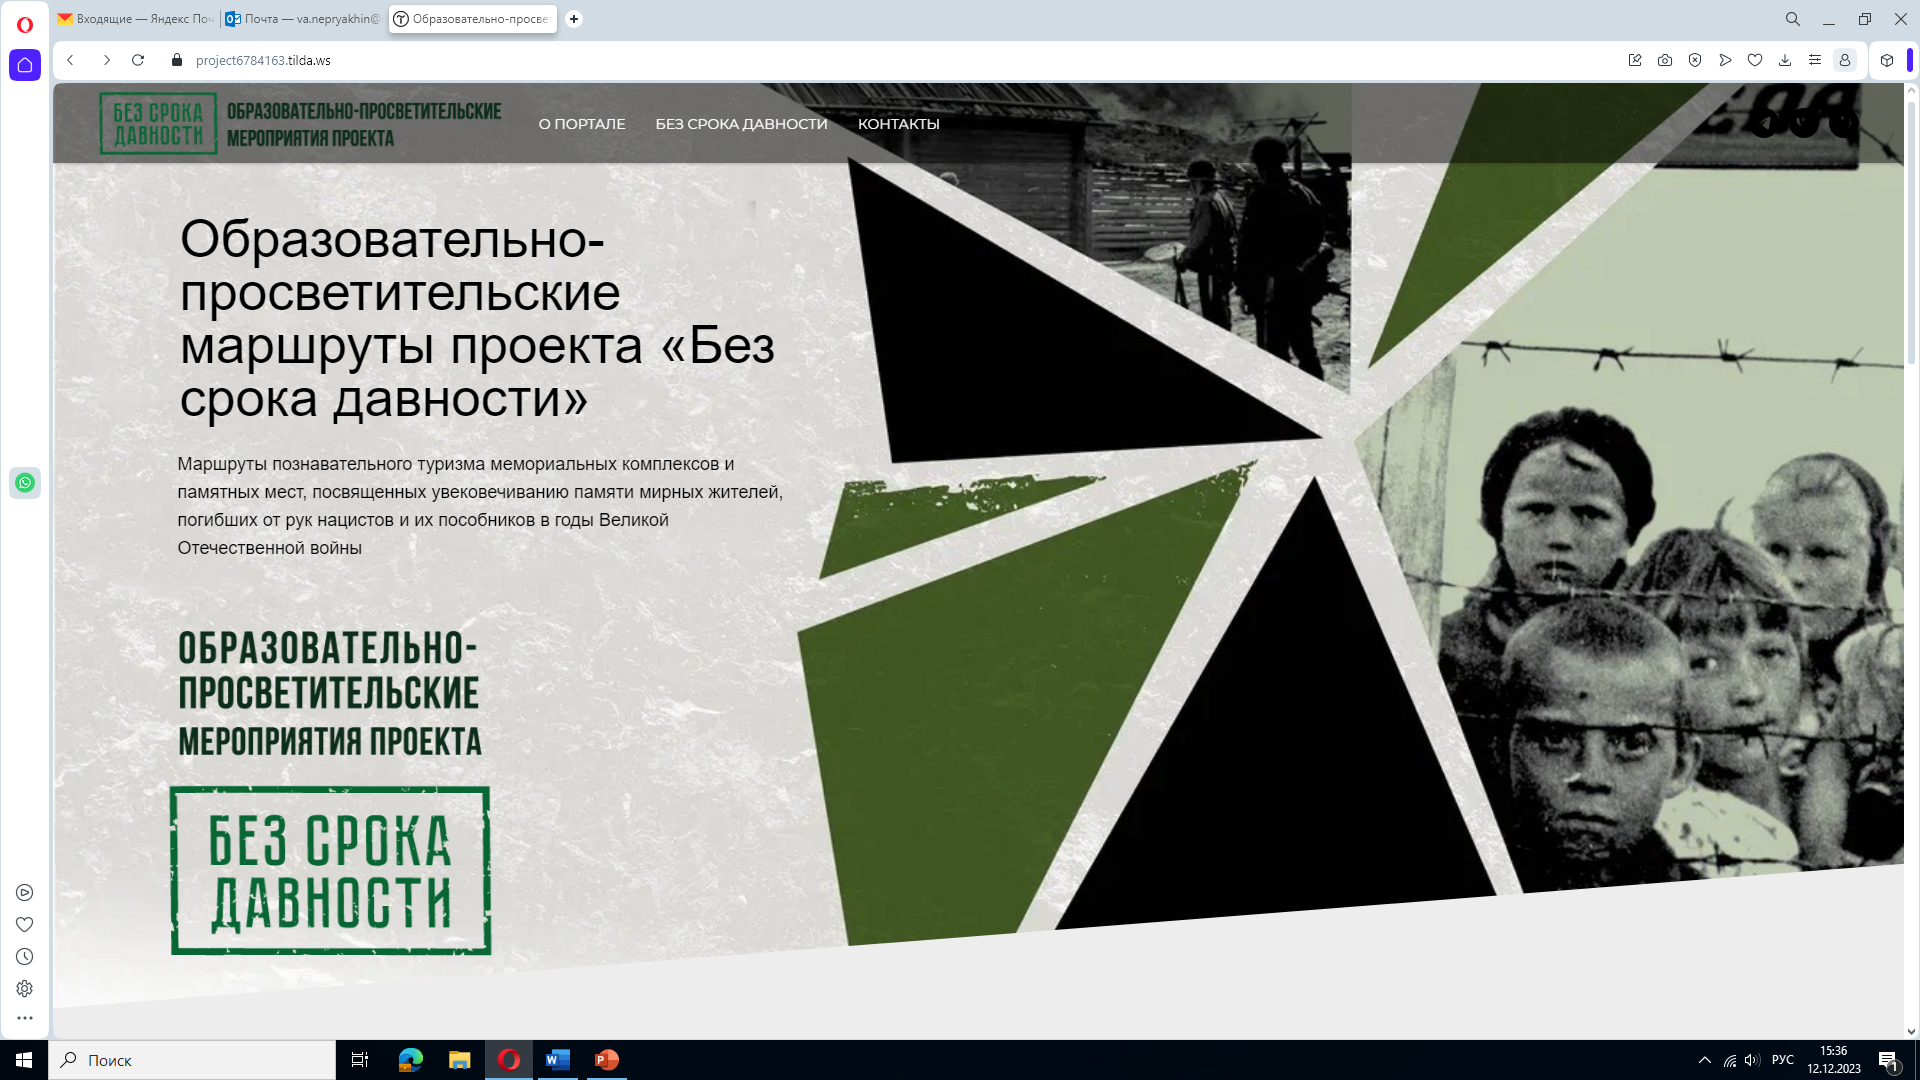 Входящие — Яндекс Поч
Почта — va.nepryakhin@
Образовательно-просве
project6784163.tilda.ws
БЕЗ СРОКА
ДАВНОСТИ
ОБРАЗОВАТЕЛЬНО-ПРОСВЕТИТЕЛЬСКИЕ
МЕРОПРИЯТИЯ ПРОЕКТА
О ПОРТАЛЕ
БЕЗ СРОКА ДАВНОСТИ
КОНТАКТЫ
Образовательно-
просветительские
маршруты проекта «Без
срока давности»
Маршруты познавательного туризма мемориальных комплексов и
памятных мест, посвященных увековечиванию памяти мирных жителей,
погибших от рук нацистов и их пособников в годы Великой
Отечественной войны
ОБРАЗОВАТЕЛЬНО-
ПРОСВЕТИТЕЛЬСКИЕ
МЕРОПРИЯТИЯ ПРОЕКТА
БЕЗ СРОКА
ДАВНОСТИ
Поиск
РУС
15:36
12.12.2023
1